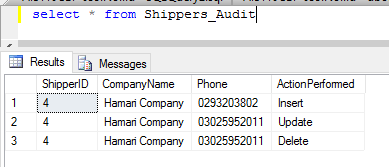 select * from Shippers_Audit
Results Messages
ShipperID CompanyName Phone ActionPerformed
1 4 Hamari Company 0293203802 Insert
2 4 Hamari Company 03025952011 Update
3 4 Hamari Company 03025952011 Delete